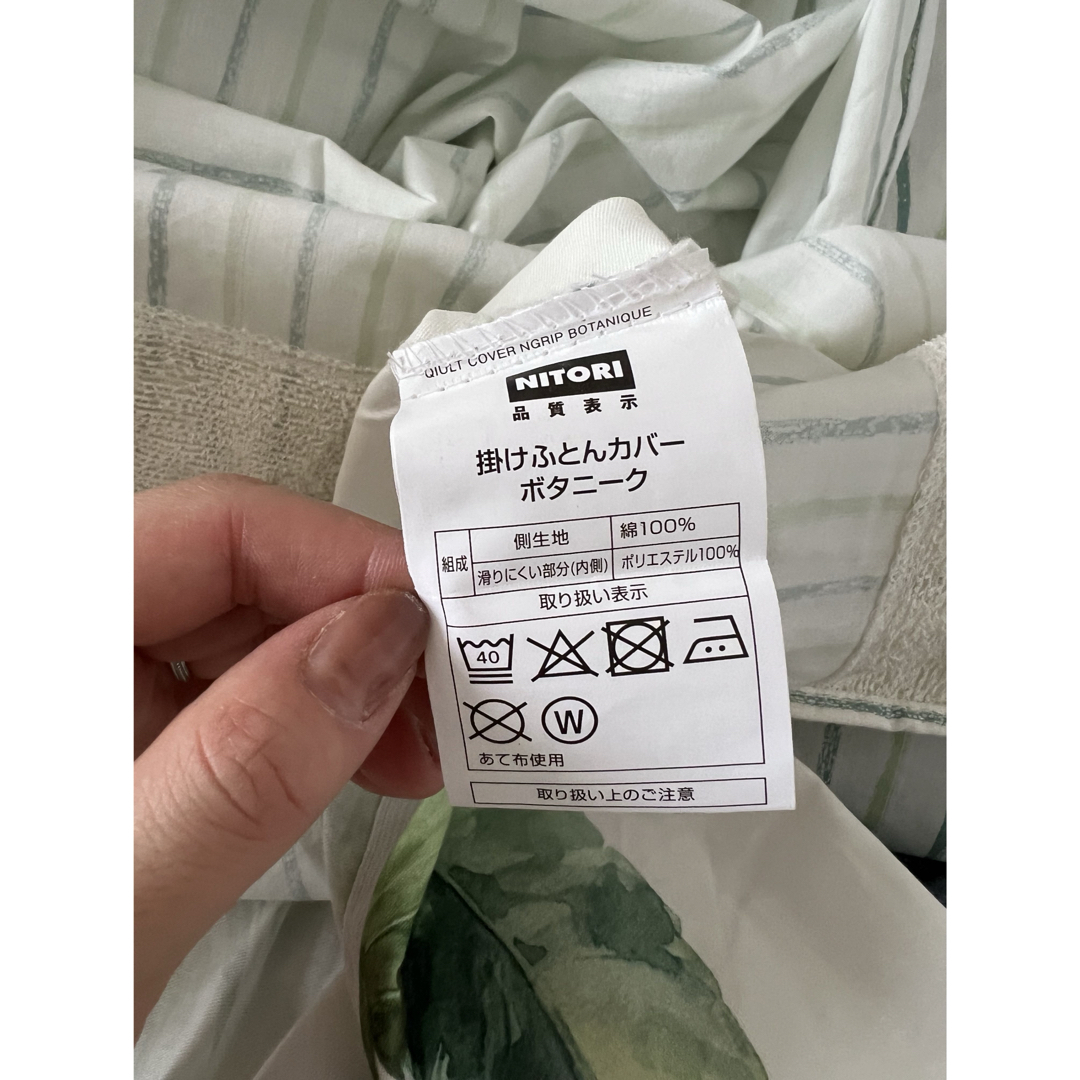 QIULT COVER NGRIP BOTANIQUE
NITORI
品質表示
掛けふとんカバー
ボタニーク
組成
側生地 綿100%
滑りにくい部分(内側) ポリエステル100%
取り扱い表示
40
W
あて布使用
取り扱い上のご注意